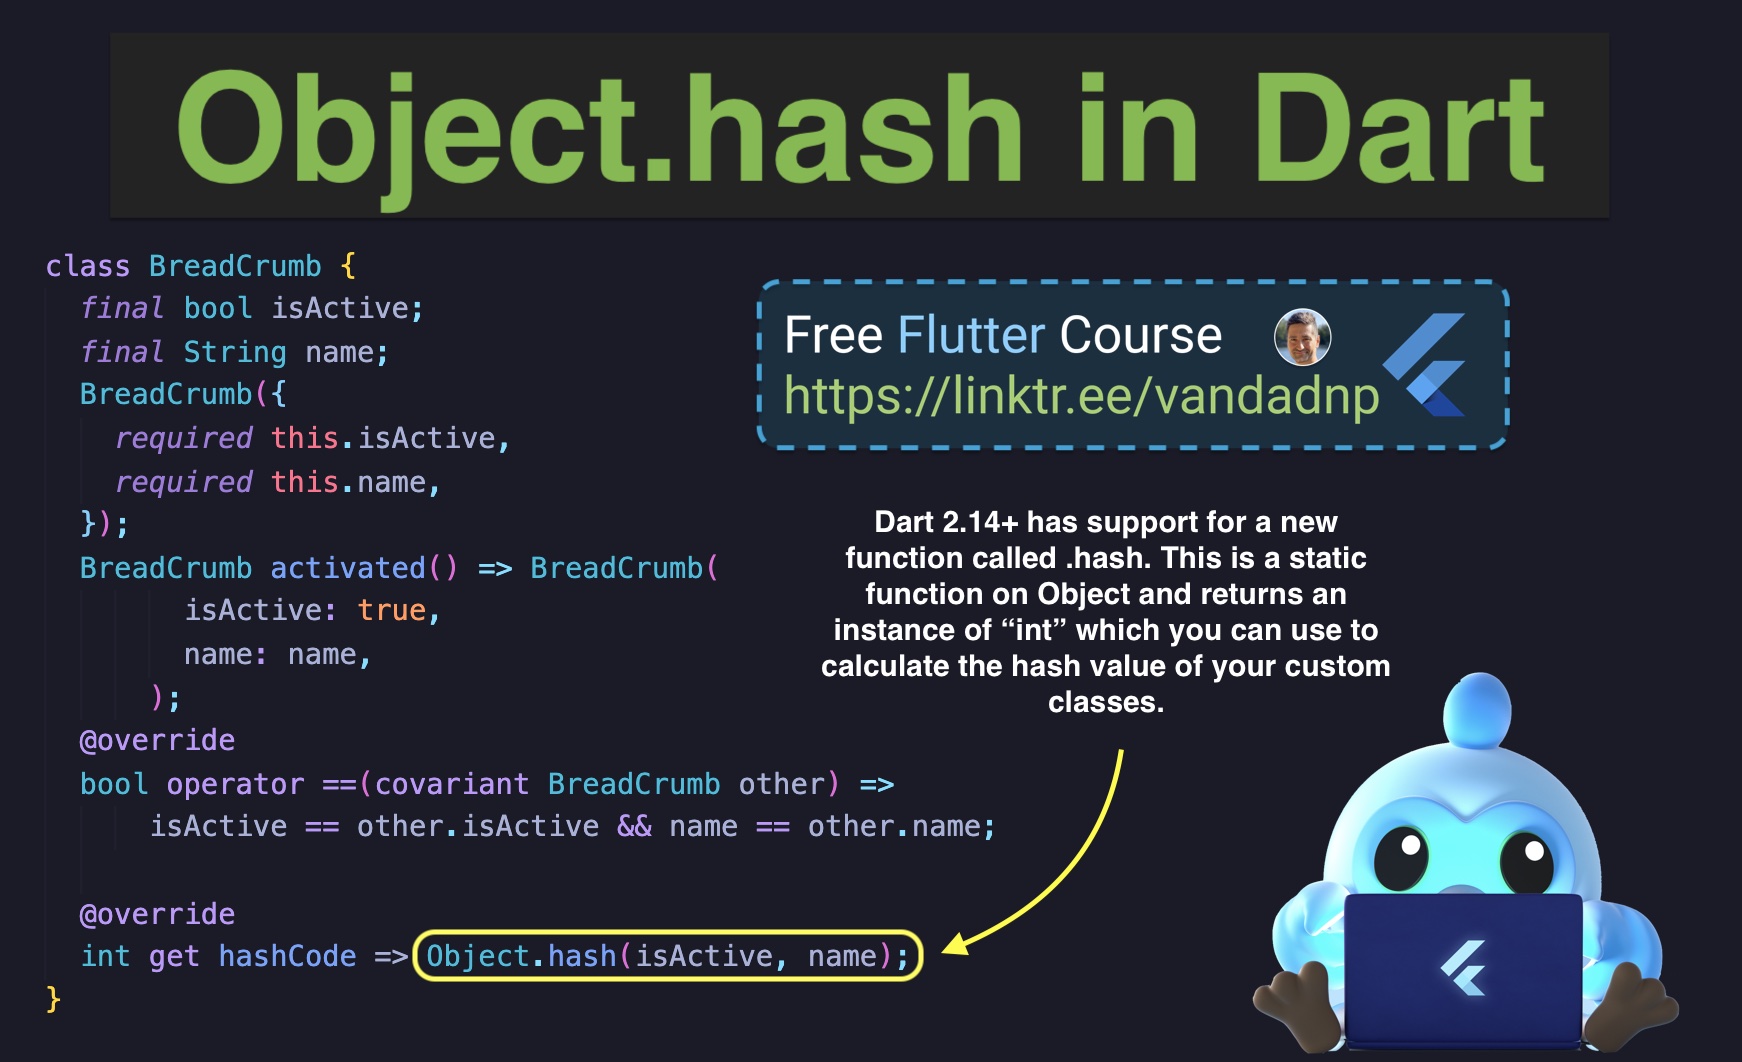 Object.hash in Dart
class BreadCrumb {
final bool isActive;
final String name;
BreadCrumb({
required this.isActive,
required this.name,
});
BreadCrumb activated() => BreadCrumb(
isActive: true,
name: name,
);
@override
bool operator ==(covariant BreadCrumb other) =>
isActive == other.isActive && name == other.name;
@override
int get hashCode => Object.hash(isActive, name);
}
Free Flutter Course
https://linktr.ee/vandadnp
Dart 2.14+ has support for a new
function called .hash. This is a static
function on Object and returns an
instance of “int” which you can use to
calculate the hash value of your custom
classes.